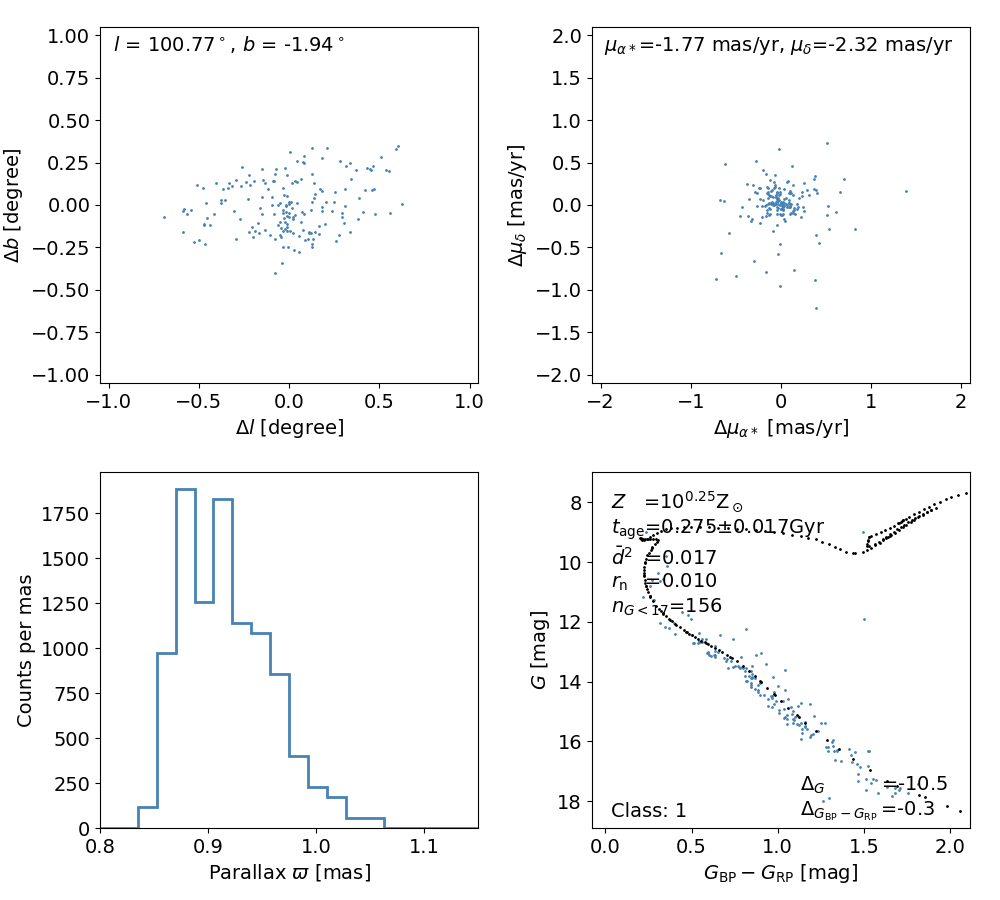 l = 100.77°, b = -1.94°
1.00
0.75
0.50
0.25
0.00
−0.25
−0.50
−0.75
−1.00
Δb [degree]
−1.0
−0.5
0.0
0.5
1.0
Δl [degree]
μα*=-1.77 mas/yr, μδ=-2.32 mas/yr
2.0
1.5
1.0
0.5
0.0
−0.5
−1.0
−1.5
−2.0
Δμδ [mas/yr]
−2
−1
0
1
2
Δμα* [mas/yr]
1750
1500
1250
1000
750
500
250
0
Counts per mas
0.8
0.9
1.0
1.1
Parallax ϖ [mas]
Z =10^0.25 Z⊙
t_age=0.275±0.017Gyr
d̄² =0.017
r_n =0.010
n_G<17=156
Δ_G =-10.5
Δ_GBP−GRP=-0.3
Class: 1
8
10
12
14
16
18
G [mag]
0.0
0.5
1.0
1.5
2.0
G_BP − G_RP [mag]